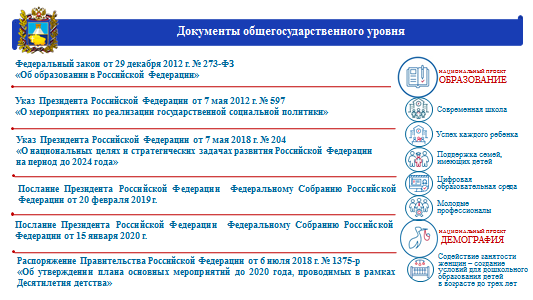 Документы общегосударственного уровня
Федеральный закон от 29 декабря 2012 г. № 273-ФЗ
«Об образовании в Российской Федерации»
Указ Президента Российской Федерации от 7 мая 2012 г. № 597
«О мероприятиях по реализации государственной социальной политики»
Указ Президента Российской Федерации от 7 мая 2018 г. № 204
«О национальных целях и стратегических задачах развития Российской Федерации
на период до 2024 года»
Послание Президента Российской Федерации Федеральному Собранию Российской
Федерации от 20 февраля 2019г.
Послание Президента Российской Федерации Федеральному Собранию Российской
Федерации от 15 января 2020 г.
Распоряжение Правительства Российской Федерации от 6 июля 2018 г. № 1375-р
«Об утверждении плана основных мероприятий до 2020 года, проводимых в рамках
Десятилетия детства»
НАЦИОНАЛЬНЫЙ ПРОЕКТ
ОБРАЗОВАНИЕ
Современная школа
Успех каждого ребенка
Поддержка семей,
имеющих детей
Цифровая
образовательная среда
Молодые
профессионалы
НАЦИОНАЛЬНЫЙ ПРОЕКТ
ДЕМОГРАФИЯ
Содействие занятости
женщин – создание
условий для дошкольного
образования детей
в возрасте до трех лет